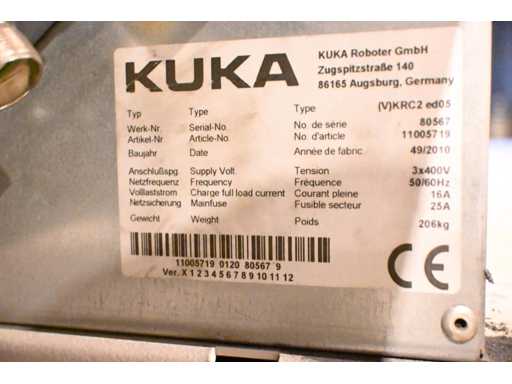 KUKA
KUKA Roboter GmbH
Zugspitzstraße 140
86165 Augsburg, Germany
Typ Type Type (V)KRC2 ed05
Werk-Nr. Serial-No. No. de série 80567
Artikel-Nr. Article-No. No. d'article 11005719
Baujahr Date Année de fabric. 49/2010
Anschlußspg. Supply Volt. Tension 3x400V
Netzfrequenz Frequency Fréquence 50/60Hz
Vollaststrom Charge full load current Courant pleine 16A
Netzsicherung Mainfuse Fusible secteur 25A
Gewicht Weight Poids 206kg
11005719 0120 80567 9
Ver. X 1 2 3 4 5 6 7 8 9 10 11 12
CE